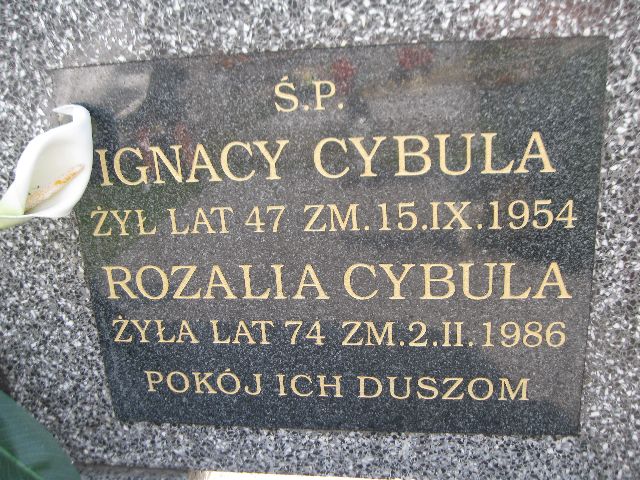 Ś.P.
IGNACY CYBULA
ŻYŁ LAT 47 ZM.15.IX.1954
ROZALIA CYBULA
ŻYŁA LAT 74 ZM.2.II.1986
POKÓJ ICH DUSZOM